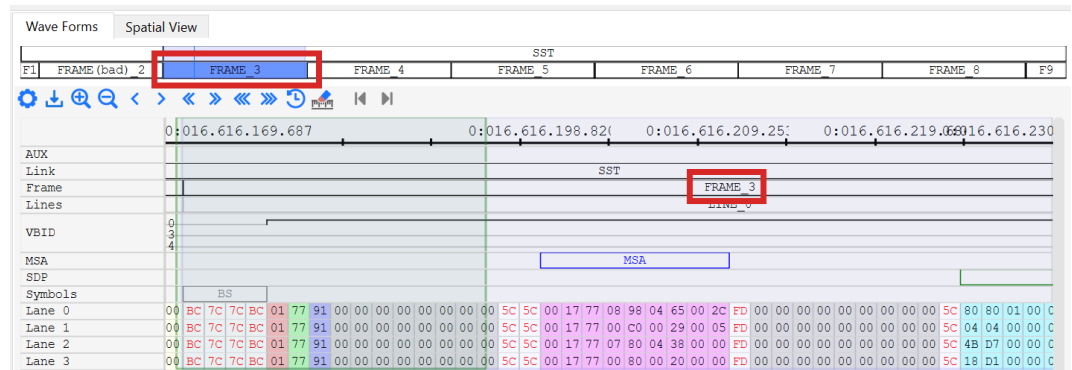 Wave Forms Spatial View
SST
F1 FRAME(bad)_2 FRAME_3 FRAME_4 FRAME_5 FRAME_6 FRAME_7 FRAME_8 F9
0:016.616.169.687 0:016.616.198.820 0:016.616.209.253 0:016.616.219.68 016.616.230
AUX
Link SST
Frame FRAME_3
Lines LINE_0
0
VBID 3
4
MSA MSA
SDP
Symbols BS
Lane 0 00 BC 7C 7C BC 01 77 91 00 00 00 00 00 00 00 00 5C 5C 00 17 77 08 98 04 65 00 2C FD 00 00 00 00 00 00 00 00 00 5C 80 80 01 00
Lane 1 00 BC 7C 7C BC 01 77 91 00 00 00 00 00 00 00 00 5C 5C 00 17 77 00 C0 00 29 00 05 FD 00 00 00 00 00 00 00 00 00 5C 04 04 00 00
Lane 2 00 BC 7C 7C BC 01 77 91 00 00 00 00 00 00 00 00 5C 5C 00 17 77 07 80 04 38 00 00 FD 00 00 00 00 00 00 00 00 00 5C 4B D7 00 00
Lane 3 00 BC 7C 7C BC 01 77 91 00 00 00 00 00 00 00 00 5C 5C 00 17 77 00 80 00 20 00 00 FD 00 00 00 00 00 00 00 00 00 5C 18 D1 00 00